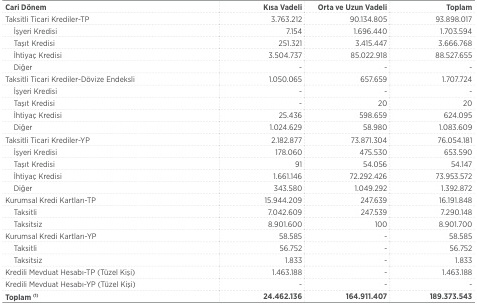 Cari Dönem Kısa Vadeli Orta ve Uzun Vadeli Toplam
Taksitli Ticari Krediler-TP 3.763.212 90.134.805 93.898.017
İşyeri Kredisi 7.154 1.696.440 1.703.594
Taşıt Kredisi 251.321 3.415.447 3.666.768
İhtiyaç Kredisi 3.504.737 85.022.918 88.527.655
Diğer - - -
Taksitli Ticari Krediler-Dövize Endeksli 1.050.065 657.659 1.707.724
İşyeri Kredisi - - -
Taşıt Kredisi - 20 20
İhtiyaç Kredisi 25.436 598.659 624.095
Diğer 1.024.629 58.980 1.083.609
Taksitli Ticari Krediler-YP 2.182.877 73.871.304 76.054.181
İşyeri Kredisi 178.060 475.530 653.590
Taşıt Kredisi 91 54.056 54.147
İhtiyaç Kredisi 1.661.146 72.292.426 73.953.572
Diğer 343.580 1.049.292 1.392.872
Kurumsal Kredi Kartları-TP 15.944.209 247.639 16.191.848
Taksitli 7.042.609 247.539 7.290.148
Taksitsiz 8.901.600 100 8.901.700
Kurumsal Kredi Kartları-YP 58.585 - 58.585
Taksitli 56.752 - 56.752
Taksitsiz 1.833 - 1.833
Kredili Mevduat Hesabı-TP (Tüzel Kişi) 1.463.188 - 1.463.188
Kredili Mevduat Hesabı-YP (Tüzel Kişi) - - -
Toplam (1) 24.462.136 164.911.407 189.373.543